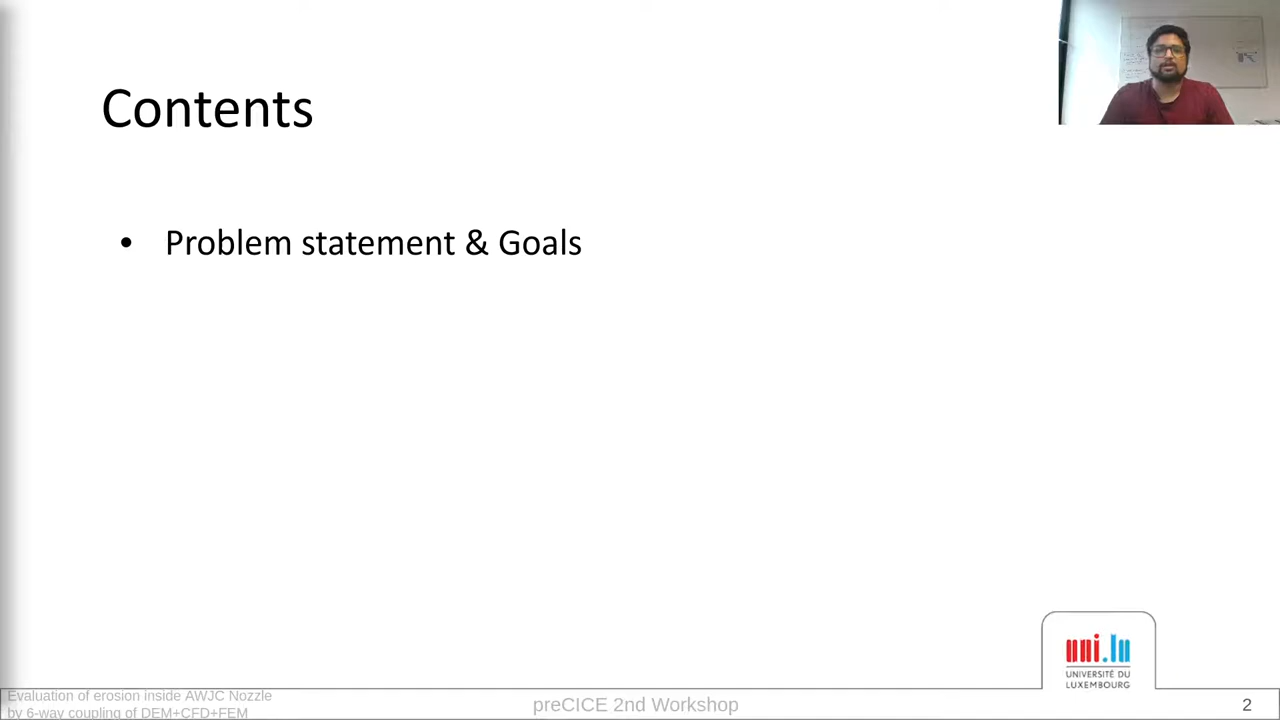 Contents
• Problem statement & Goals
uni.lu
UNIVERSITÉ DU
LUXEMBOURG
Evaluation of erosion inside AWJC Nozzle
by 6-way coupling of DEM+CFD+FEM
preCICE 2nd Workshop
2